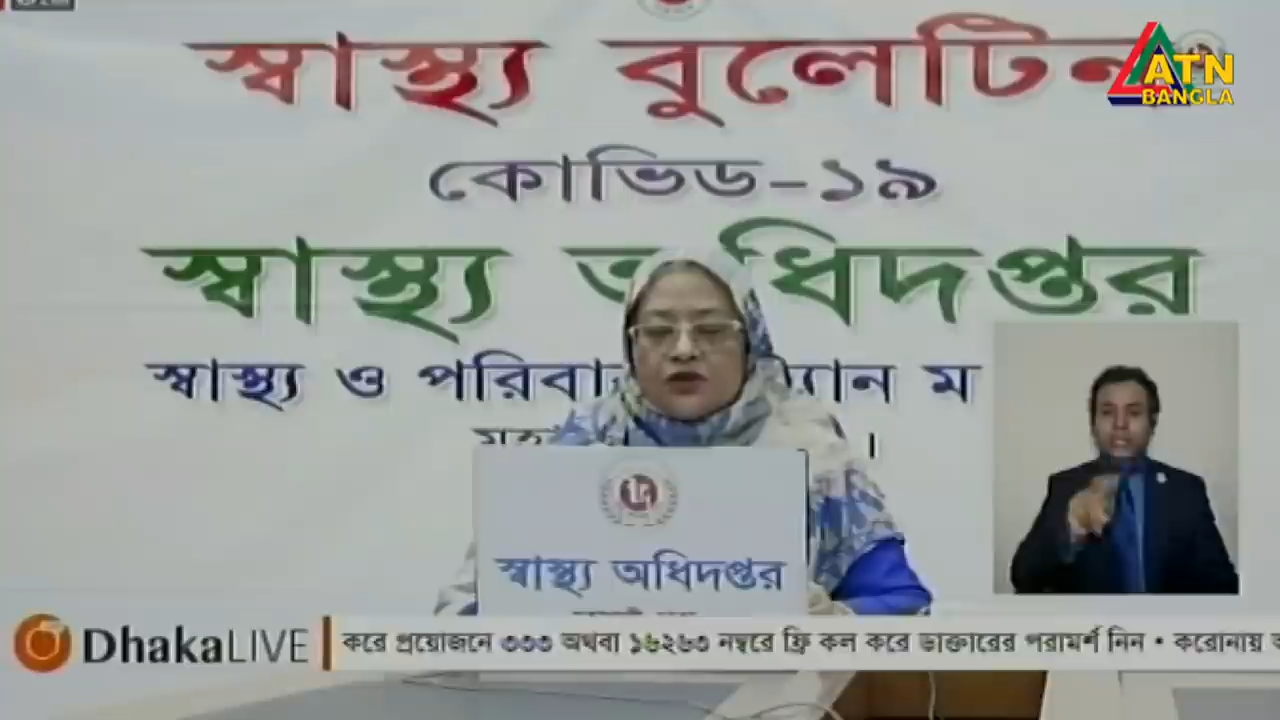 স্বাস্থ্য বুলেটিন
ATN
BANGLA
কোভিড-১৯
স্বাস্থ্য অধিদপ্তর
স্বাস্থ্য ও
স্বাস্থ্য অধিদপ্তর
DhakaLIVE
করে প্রয়োজনে ৩৩৩ অথবা ১৬২৬৩ নম্বরে ফ্রি কল করে ডাক্তারের পরামর্শ নিন • করোনায়